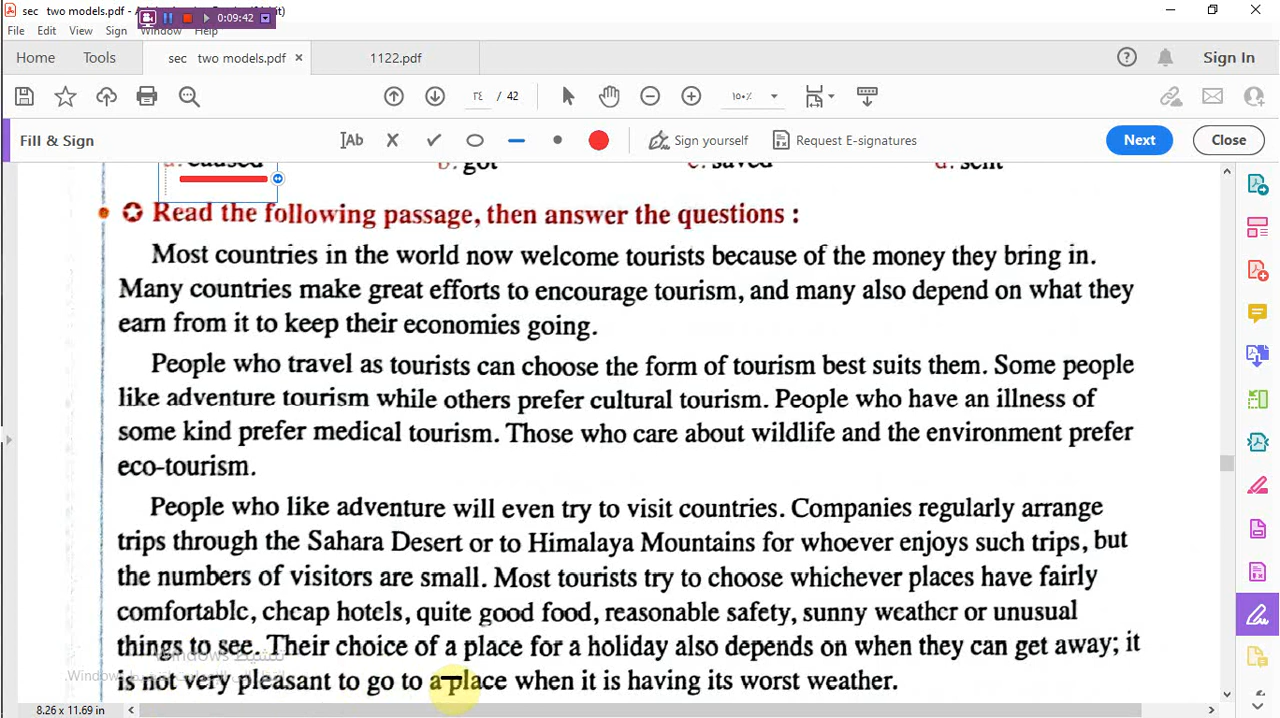 sec two models.pdf
0:09:42
File Edit View Sign Window Help
Home Tools sec two models.pdf × 1122.pdf Sign In
٢٤ / 42 ١٥٠٪
Fill & Sign Ab Sign yourself Request E-signatures Next Close
a. caused b. got c. saved d. sent
Read the following passage, then answer the questions :
Most countries in the world now welcome tourists because of the money they bring in.
Many countries make great efforts to encourage tourism, and many also depend on what they
earn from it to keep their economies going.
People who travel as tourists can choose the form of tourism best suits them. Some people
like adventure tourism while others prefer cultural tourism. People who have an illness of
some kind prefer medical tourism. Those who care about wildlife and the environment prefer
eco-tourism.
People who like adventure will even try to visit countries. Companies regularly arrange
trips through the Sahara Desert or to Himalaya Mountains for whoever enjoys such trips, but
the numbers of visitors are small. Most tourists try to choose whichever places have fairly
comfortable, cheap hotels, quite good food, reasonable safety, sunny weather or unusual
things to see. Their choice of a place for a holiday also depends on when they can get away; it
is not very pleasant to go to a place when it is having its worst weather.
تنشيط Windows
8.26 x 11.69 in